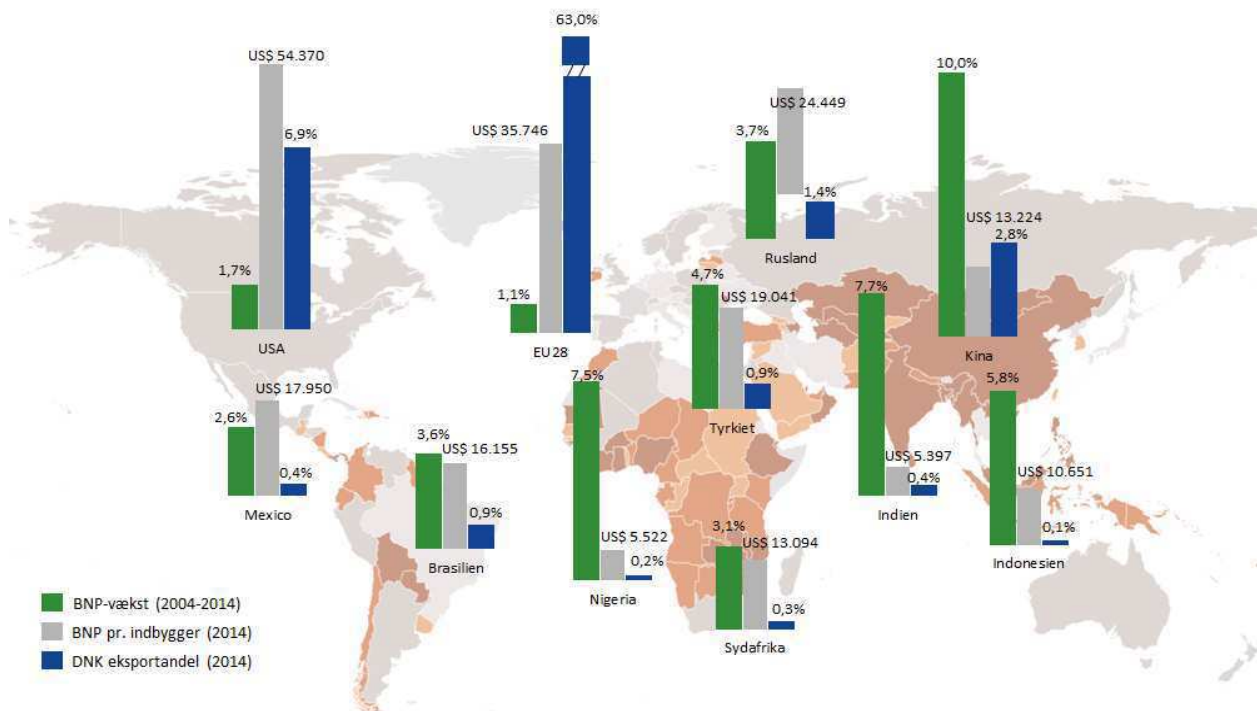 63,0%
US$ 54.370
6,9%
1,7%
USA
US$ 35.746
1,1%
EU28
US$ 24.449
3,7%
1,4%
Rusland
10,0%
US$ 13.224
2,8%
Kina
4,7%
US$ 19.041
0,9%
Tyrkiet
7,7%
US$ 5.397
0,4%
Indien
5,8%
US$ 10.651
0,1%
Indonesien
US$ 17.950
2,6%
0,4%
Mexico
3,6%
US$ 16.155
0,9%
Brasilien
7,5%
US$ 5.522
0,2%
Nigeria
3,1%
US$ 13.094
0,3%
Sydafrika
BNP-vækst (2004-2014)
BNP pr. indbygger (2014)
DNK eksportandel (2014)